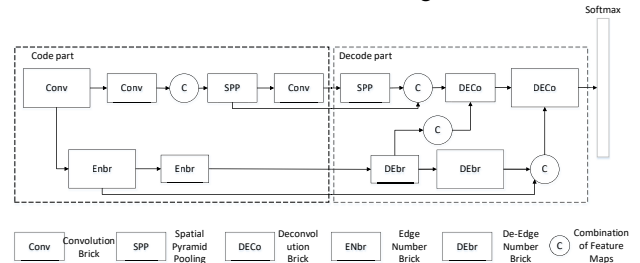 Softmax
Code part
Decode part
Conv
Conv
C
SPP
Conv
SPP
C
DECo
DECo
C
Enbr
Enbr
DEbr
DEbr
C
Conv
Convolution
Brick
SPP
Spatial
Pyramid
Pooling
DECo
Deconvol
ution
Brick
ENbr
Edge
Number
Brick
DEbr
De-Edge
Number
Brick
C
Combination
of Feature
Maps